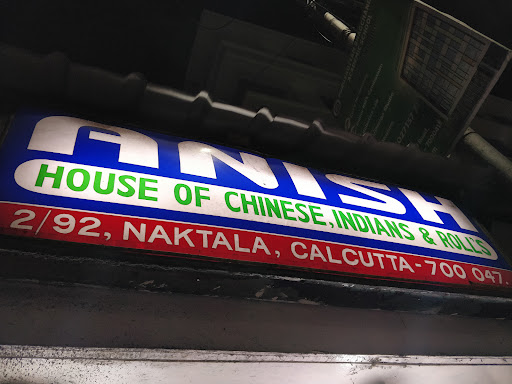 ANISH
HOUSE OF CHINESE, INDIANS & ROLLS
2/92, NAKTALA, CALCUTTA - 700 047.